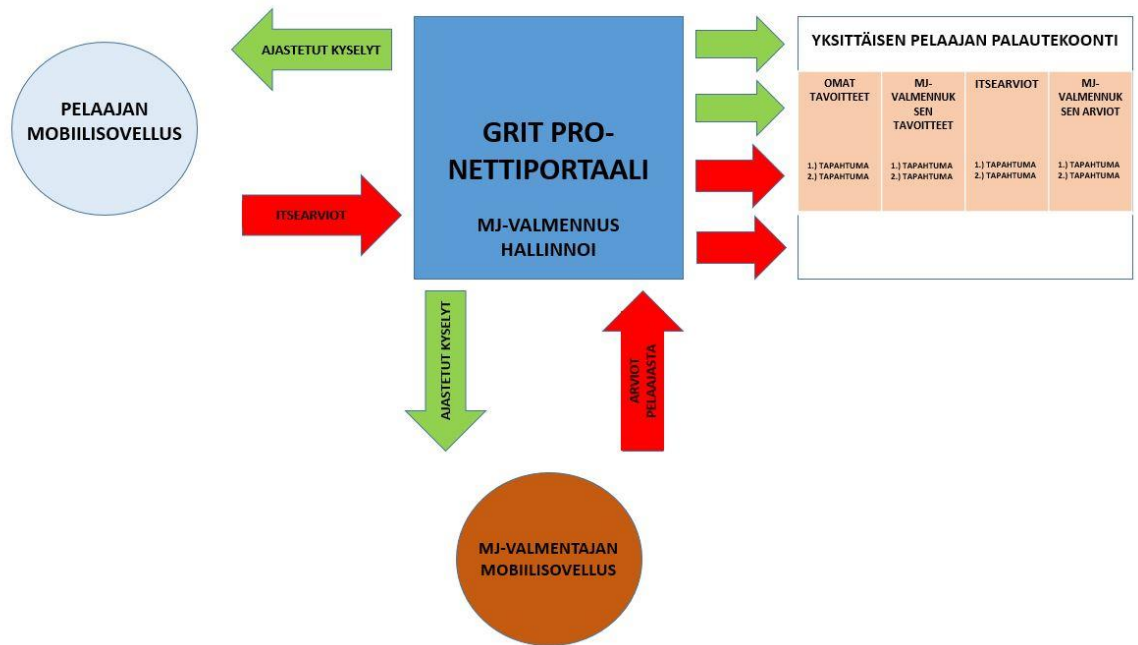 AJASTETUT KYSELYT
PELAAJAN
MOBIILISOVELLUS
ITSEARVIOT
GRIT PRO-
NETTIPORTAALI
MJ-VALMENNUS
HALLINNOI
YKSITTÄISEN PELAAJAN PALAUTEKOONTI
OMAT
TAVOITTEET
1.) TAPAHTUMA
2.) TAPAHTUMA
MJ-
VALMENNUK
SEN
TAVOITTEET
1.) TAPAHTUMA
2.) TAPAHTUMA
ITSEARVIOT
1.) TAPAHTUMA
2.) TAPAHTUMA
MJ-
VALMENNUK
SEN ARVIOT
1.) TAPAHTUMA
2.) TAPAHTUMA
AJASTETUT KYSELYT
ARVIOT
PELAAJASTA
MJ-VALMENTAJAN
MOBIILISOVELLUS